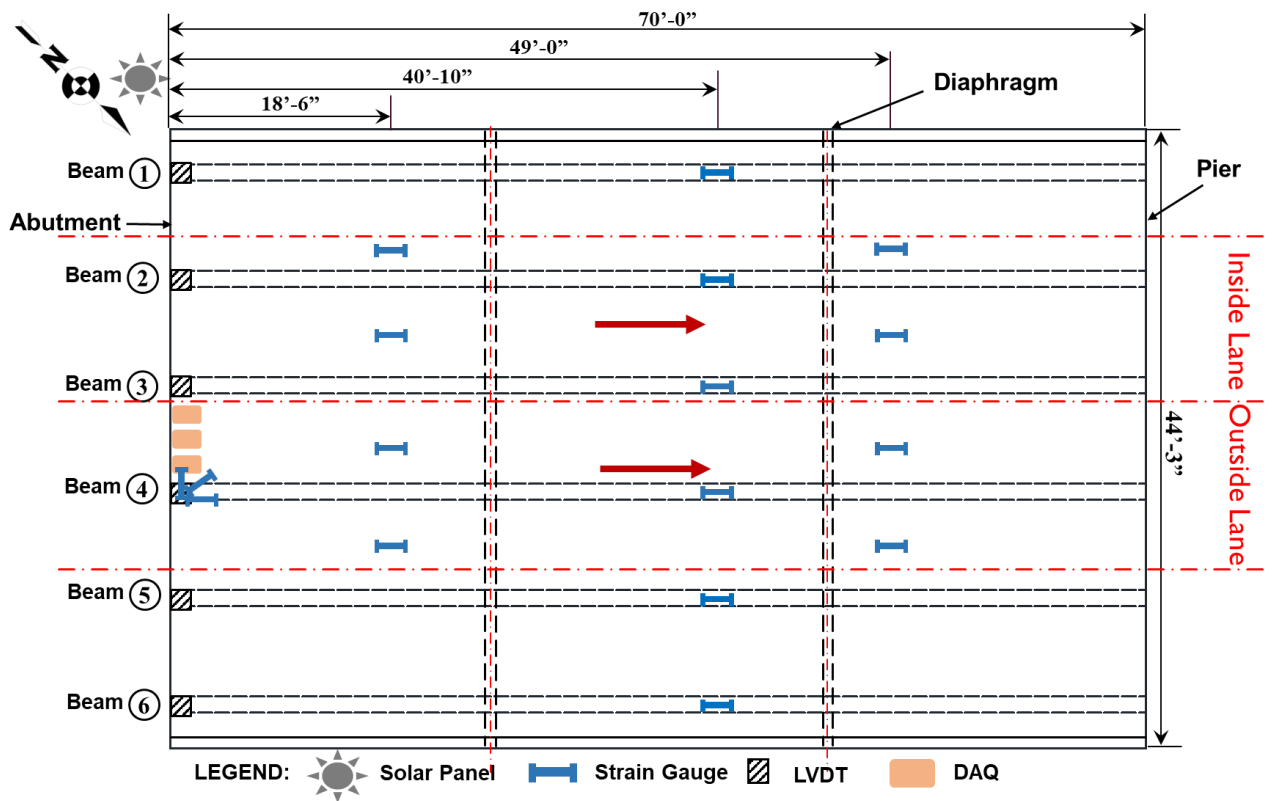 70’-0”
49’-0”
N
40’-10”
Diaphragm
18’-6”
Beam 1
Pier
Abutment
Beam 2
Inside Lane
Beam 3
44’-3”
Outside Lane
Beam 4
Beam 5
Beam 6
LEGEND: Solar Panel Strain Gauge LVDT DAQ